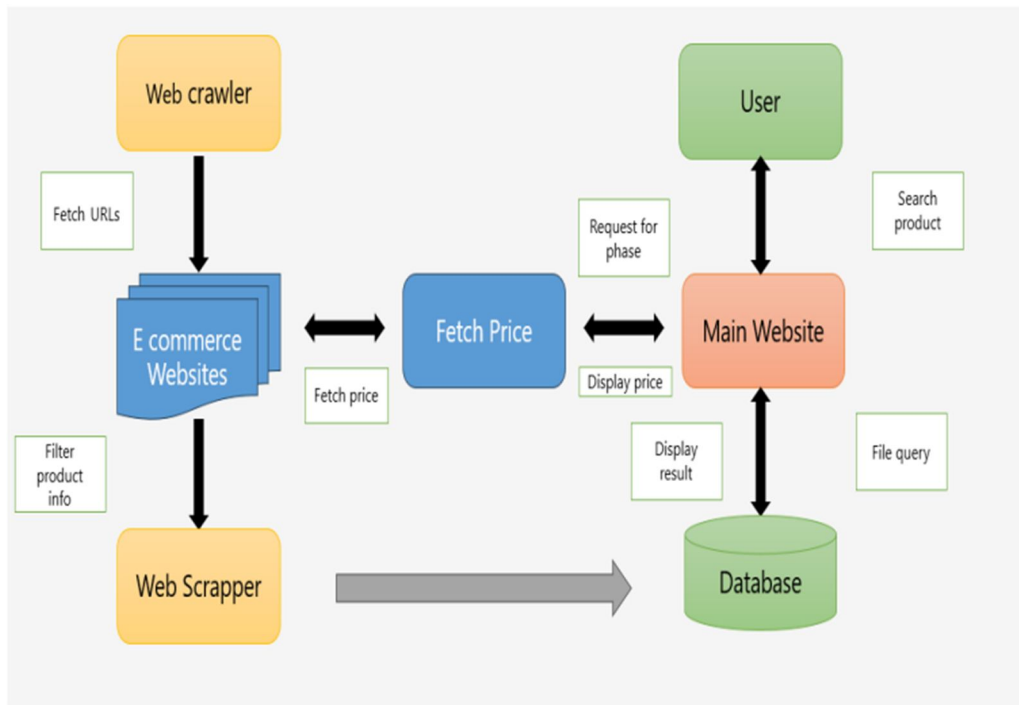 Web crawler
User
Fetch URLs
Request for
phase
Search
product
E commerce
Websites
Fetch Price
Main Website
Fetch price
Display price
Filter
product
info
Display
result
File query
Web Scrapper
Database